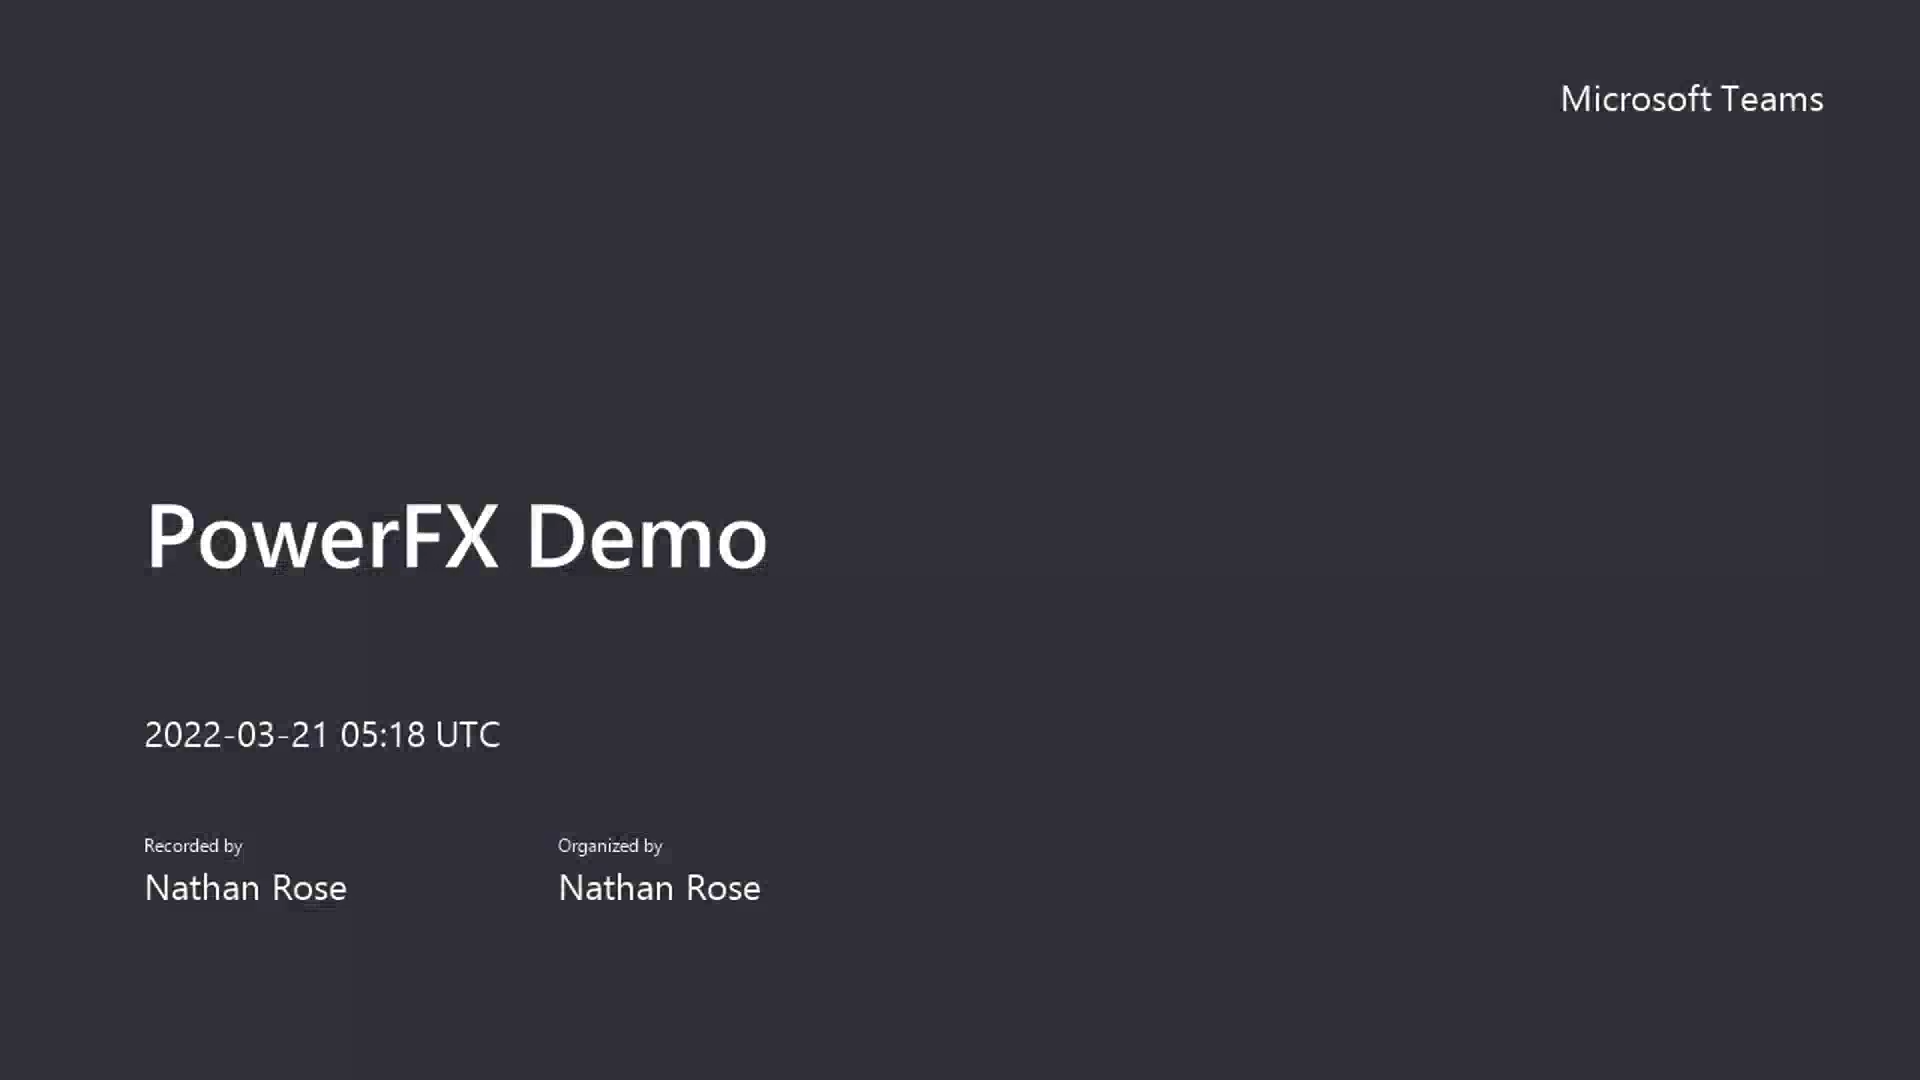 Microsoft Teams
PowerFX Demo
2022-03-21 05:18 UTC
Recorded by
Nathan Rose
Organized by
Nathan Rose